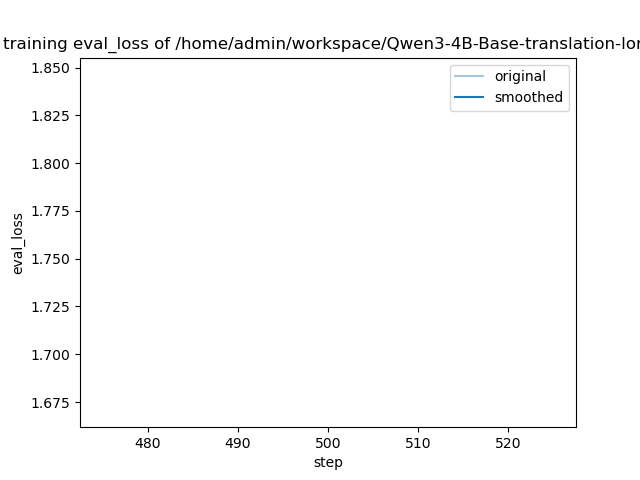 training eval_loss of /home/admin/workspace/Qwen3-4B-Base-translation-lor
original
smoothed
1.850
1.825
1.800
1.775
1.750
1.725
1.700
1.675
eval_loss
480 490 500 510 520
step